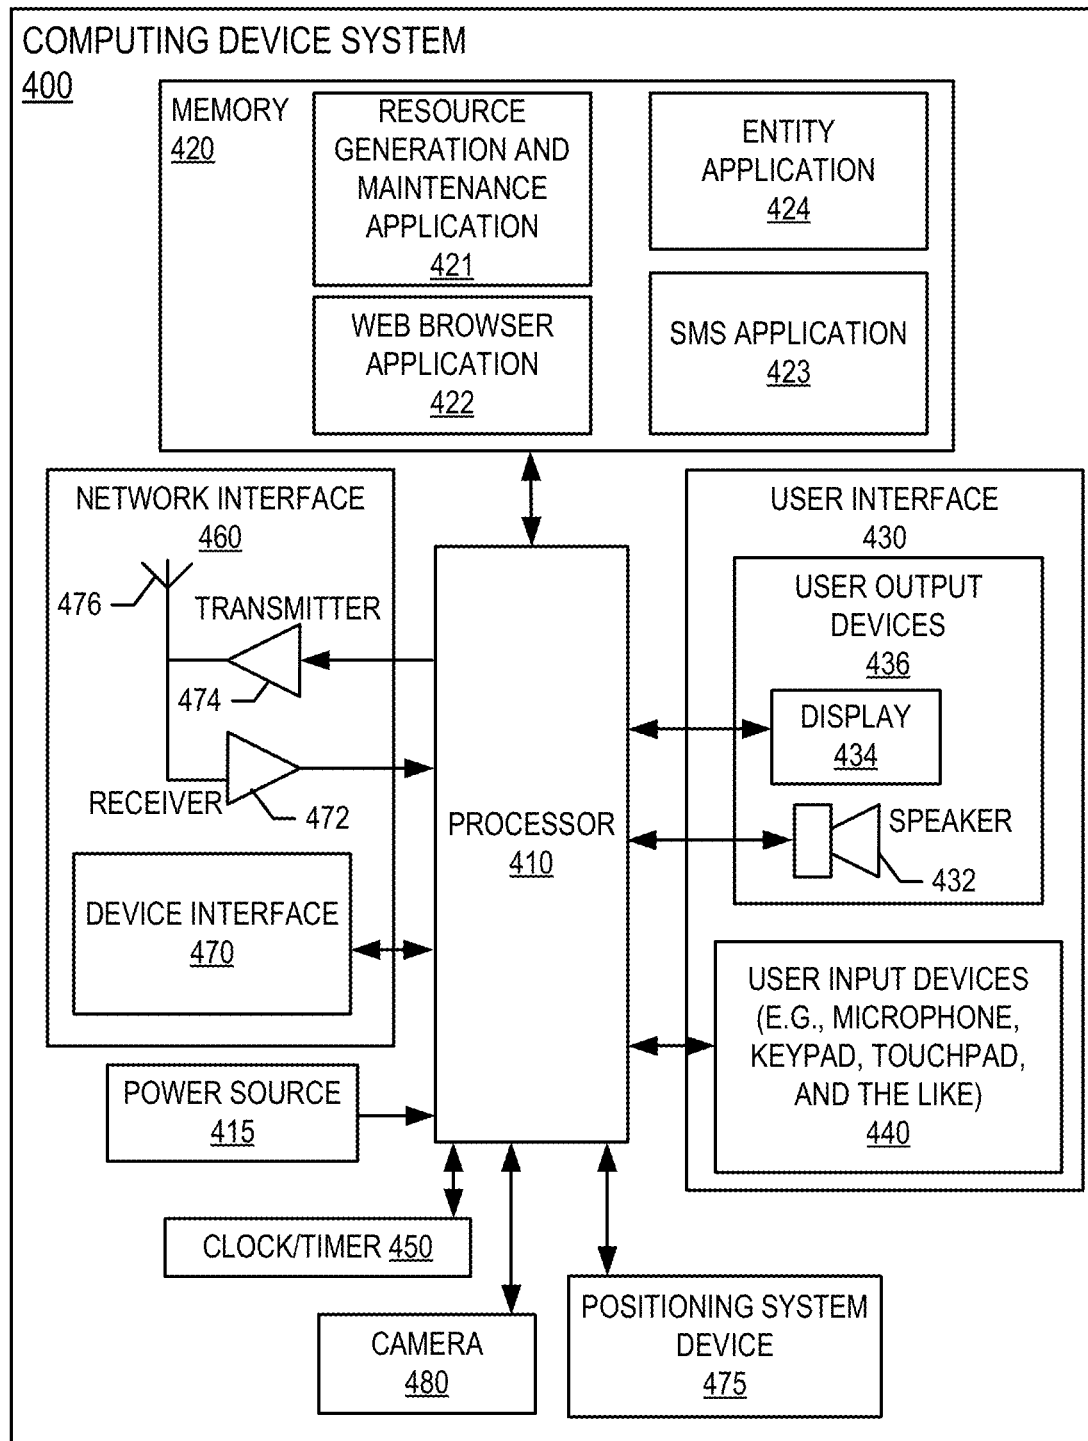 COMPUTING DEVICE SYSTEM
400
MEMORY
420
RESOURCE
GENERATION AND
MAINTENANCE
APPLICATION
421
ENTITY
APPLICATION
424
WEB BROWSER
APPLICATION
422
SMS APPLICATION
423
NETWORK INTERFACE
460
476
TRANSMITTER
474
RECEIVER
472
DEVICE INTERFACE
470
PROCESSOR
410
USER INTERFACE
430
USER OUTPUT
DEVICES
436
DISPLAY
434
SPEAKER
432
USER INPUT DEVICES
(E.G., MICROPHONE,
KEYPAD, TOUCHPAD,
AND THE LIKE)
440
POWER SOURCE
415
CLOCK/TIMER 450
CAMERA
480
POSITIONING SYSTEM
DEVICE
475